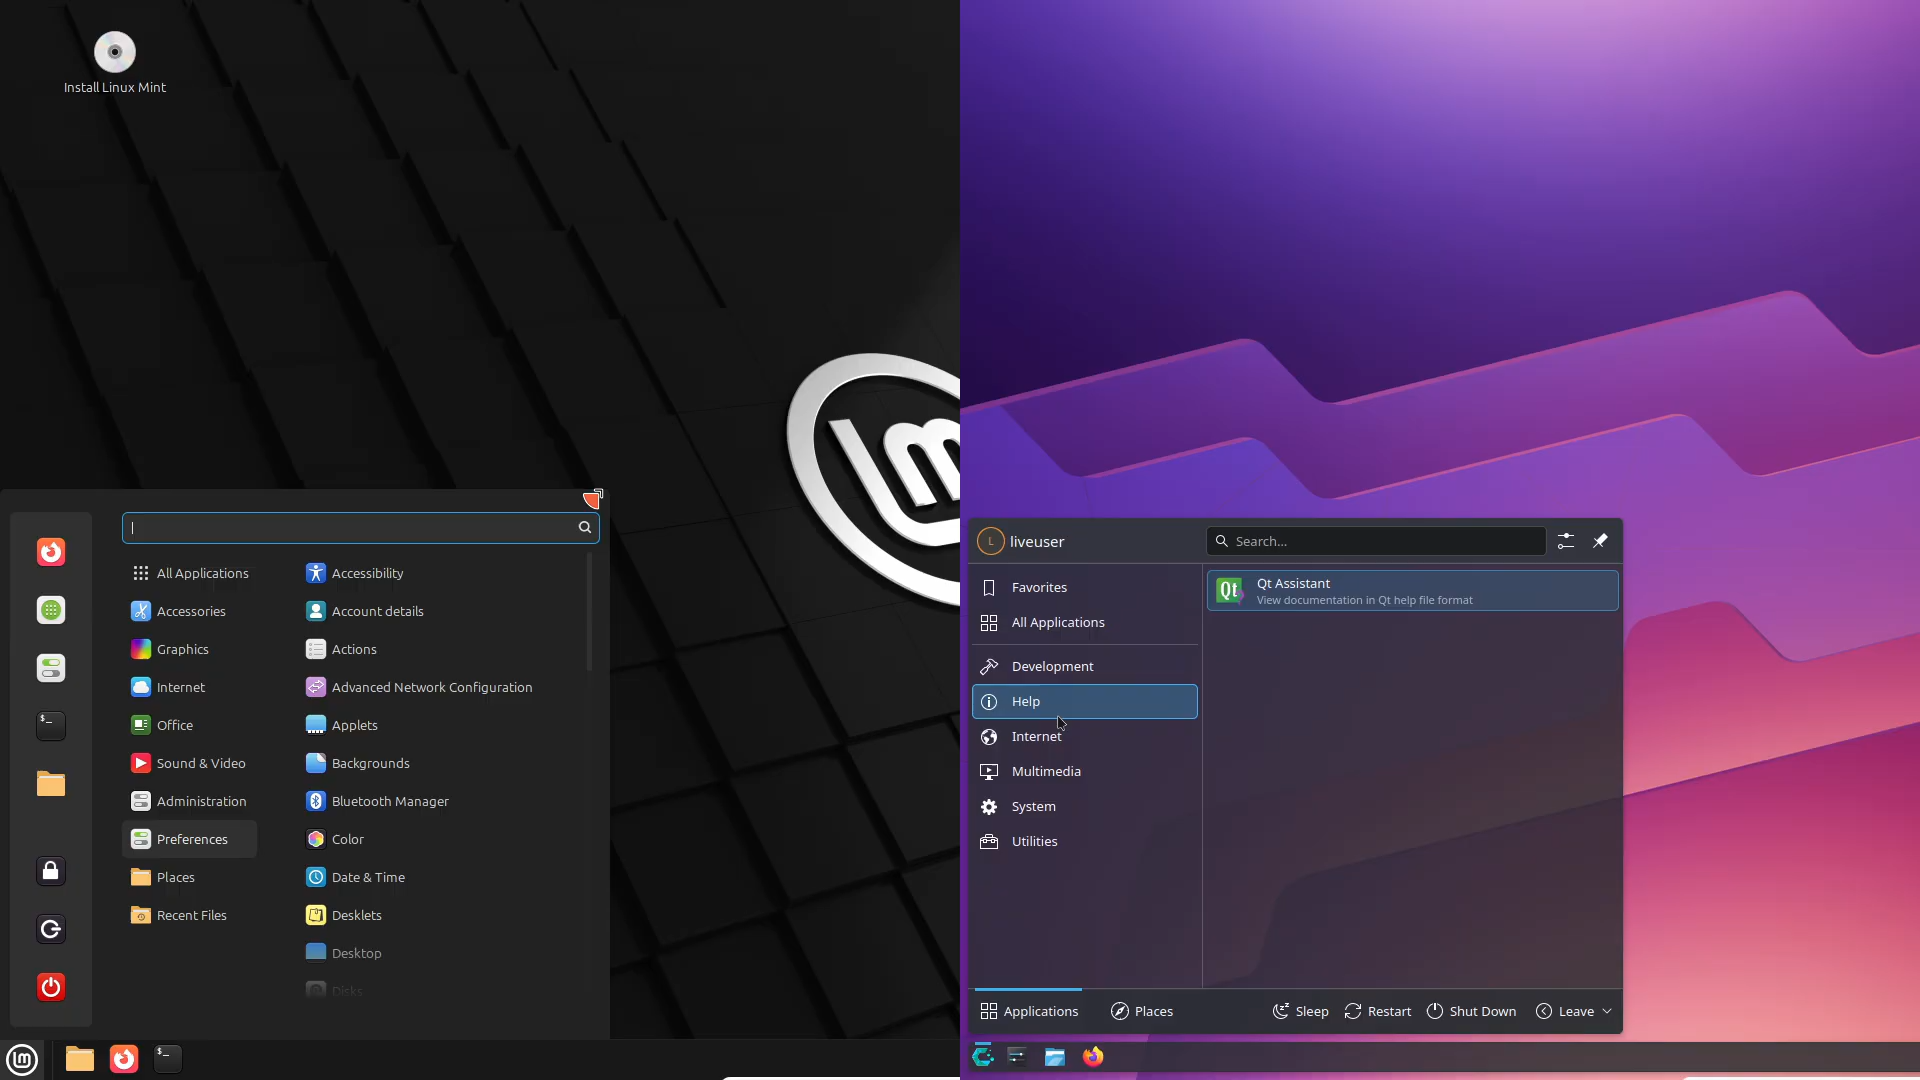 Install Linux Mint
All Applications
Accessories
Graphics
Internet
Office
Sound & Video
Administration
Preferences
Places
Recent Files
Accessibility
Account details
Actions
Advanced Network Configuration
Applets
Backgrounds
Bluetooth Manager
Color
Date & Time
Desklets
Desktop
Disks
L liveuser
Search...
Favorites
All Applications
Development
Help
Internet
Multimedia
System
Utilities
Qt Assistant
View documentation in Qt help file format
Applications Places Sleep Restart Shut Down Leave